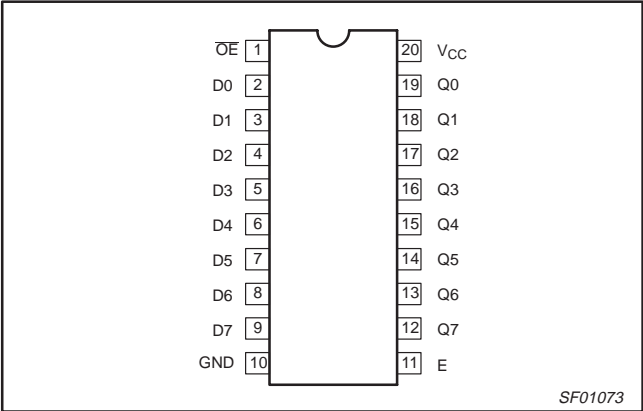 O̅E̅ 1 20 VCC
D0 2 19 Q0
D1 3 18 Q1
D2 4 17 Q2
D3 5 16 Q3
D4 6 15 Q4
D5 7 14 Q5
D6 8 13 Q6
D7 9 12 Q7
GND 10 11 E
SF01073